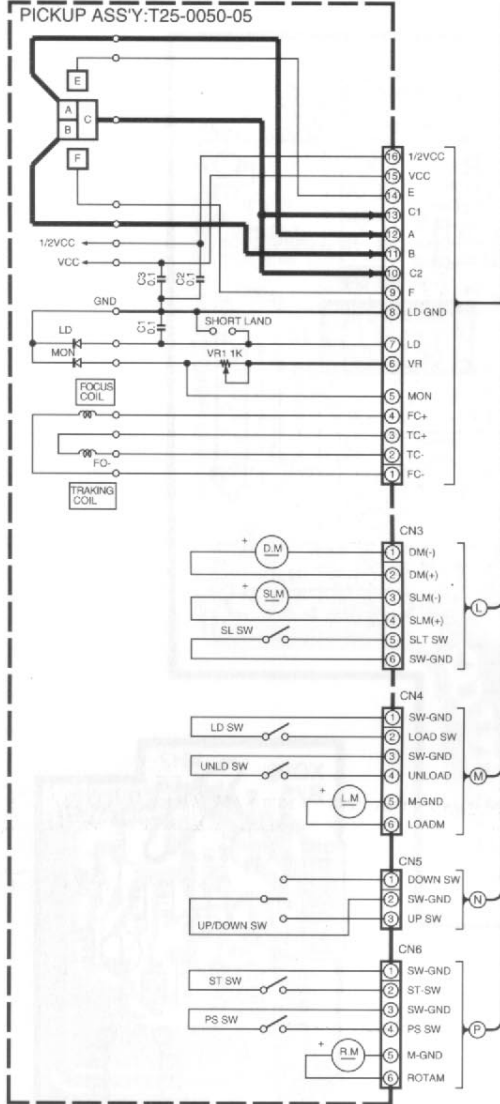 PICKUP ASS'Y:T25-0050-05
E
A
B
C
F
16 1/2VCC
15 VCC
14 E
13 C1
12 A
11 B
10 C2
9 F
8 LD GND
7 LD
6 VR
5 MON
4 FC+
3 TC+
2 TC-
1 FC-
1/2VCC
VCC
C3
0.1
C2
0.1
GND
C1
0.1
SHORT LAND
LD
MON
VR1 1K
FOCUS
COIL
FO-
TRAKING
COIL
CN3
+ D.M
1 DM(-)
2 DM(+)
+ SLM
3 SLM(-)
4 SLM(+)
SL SW
5 SLT SW
6 SW-GND
L
CN4
1 SW-GND
LD SW
2 LOAD SW
3 SW-GND
UNLD SW
4 UNLOAD
+ L.M
5 M-GND
6 LOADM
M
CN5
1 DOWN SW
2 SW-GND
3 UP SW
UP/DOWN SW
N
CN6
1 SW-GND
ST SW
2 ST-SW
3 SW-GND
PS SW
4 PS SW
+ R.M
5 M-GND
6 ROTAM
P